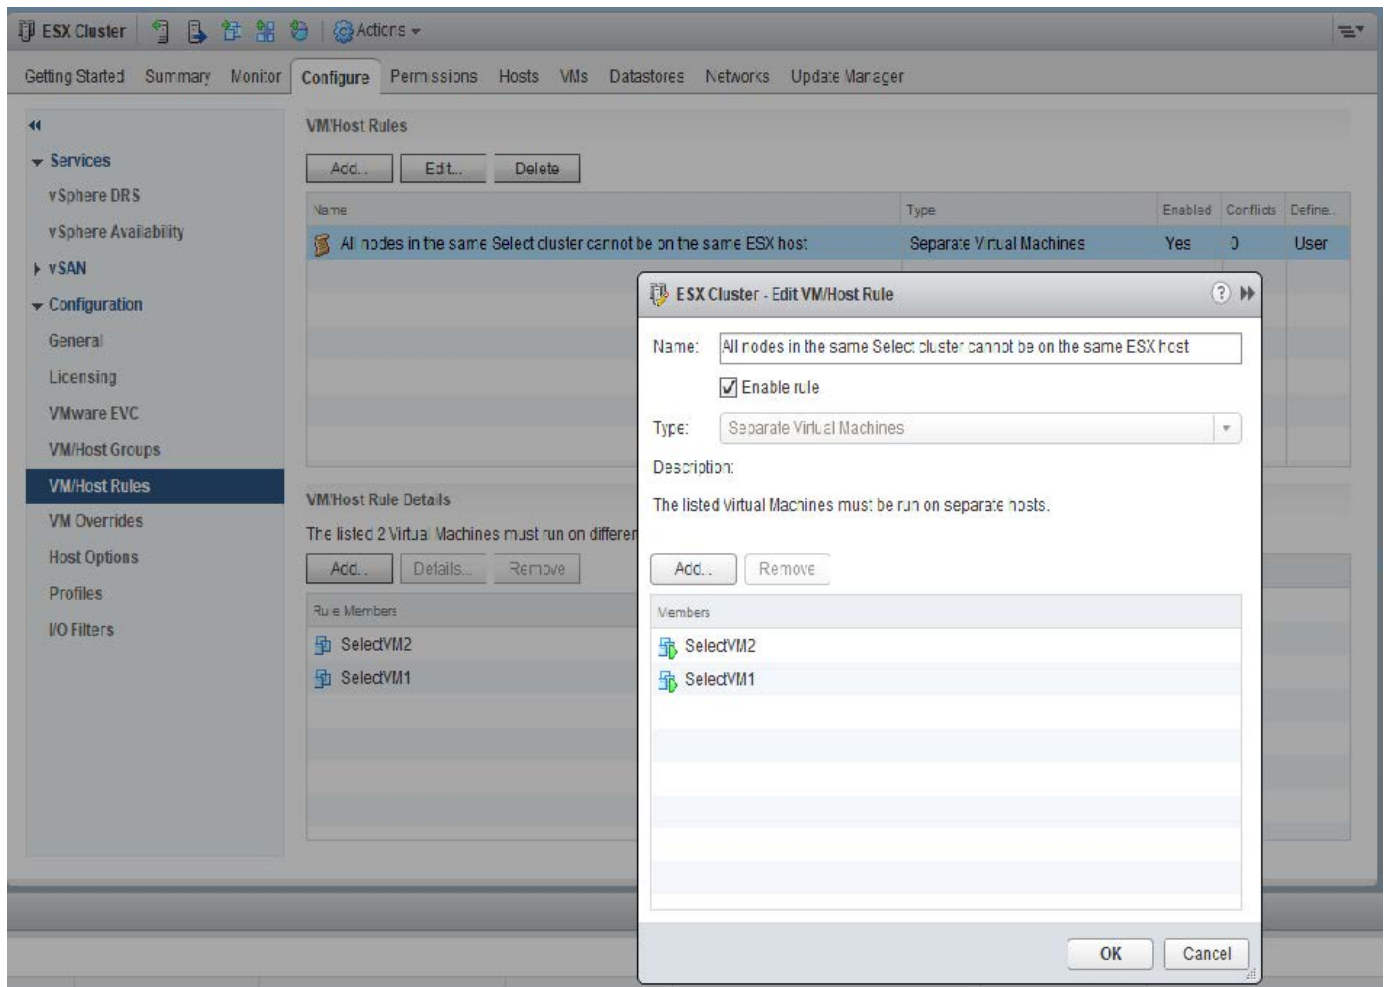 ESX Cluster Actions
Getting Started Summary Monitor Configure Permissions Hosts VMs Datastores Networks Update Manager
Services
vSphere DRS
vSphere Availability
vSAN
Configuration
General
Licensing
VMware EVC
VM/Host Groups
VM/Host Rules
VM Overrides
Host Options
Profiles
I/O Filters
VM/Host Rules
Add... Edit... Delete
Name Type Enabled Conflicts Define...
All nodes in the same Select cluster cannot be on the same ESX host Separate Virtual Machines Yes 0 User
VM/Host Rule Details
The listed 2 Virtual Machines must run on differen
Add... Details... Remove
Rule Members
SelectVM2
SelectVM1
ESX Cluster - Edit VM/Host Rule ?
Name: All nodes in the same Select cluster cannot be on the same ESX host
Enable rule
Type: Separate Virtual Machines
Description:
The listed Virtual Machines must be run on separate hosts.
Add... Remove
Members
SelectVM2
SelectVM1
OK Cancel